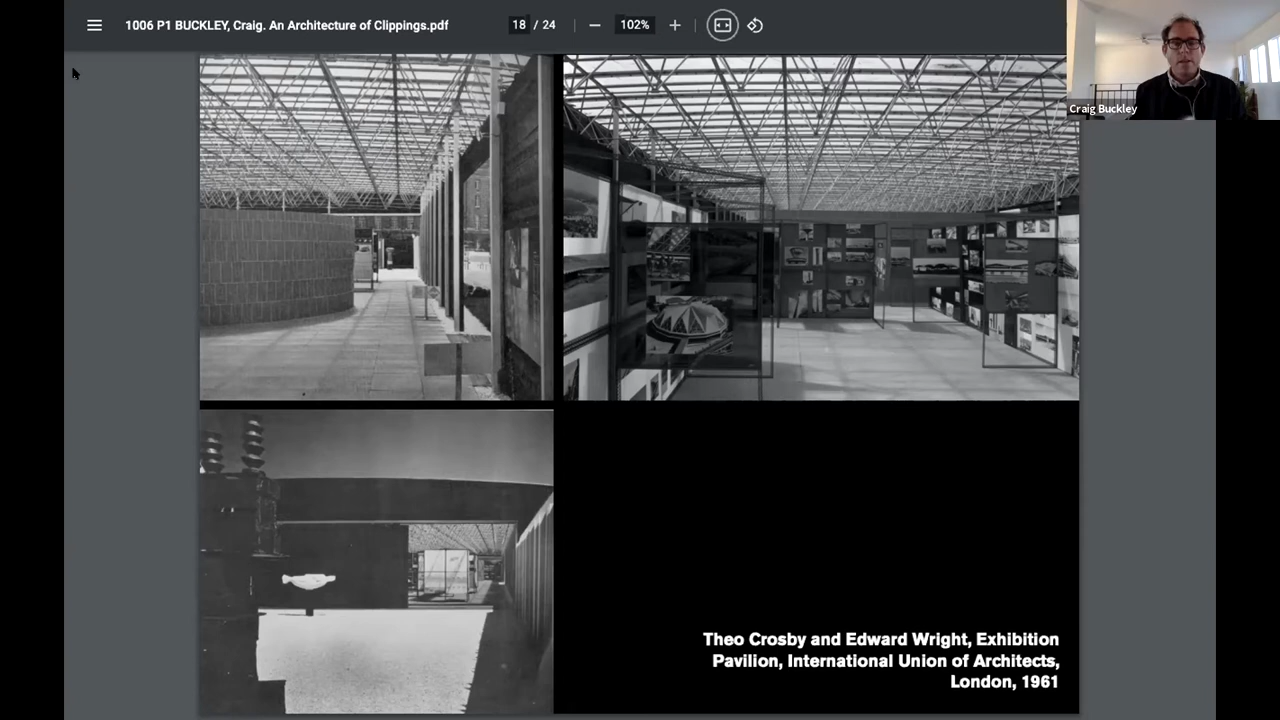 1006 P1 BUCKLEY, Craig. An Architecture of Clippings.pdf
18 / 24
102%
Craig Buckley
Theo Crosby and Edward Wright, Exhibition
Pavilion, International Union of Architects,
London, 1961